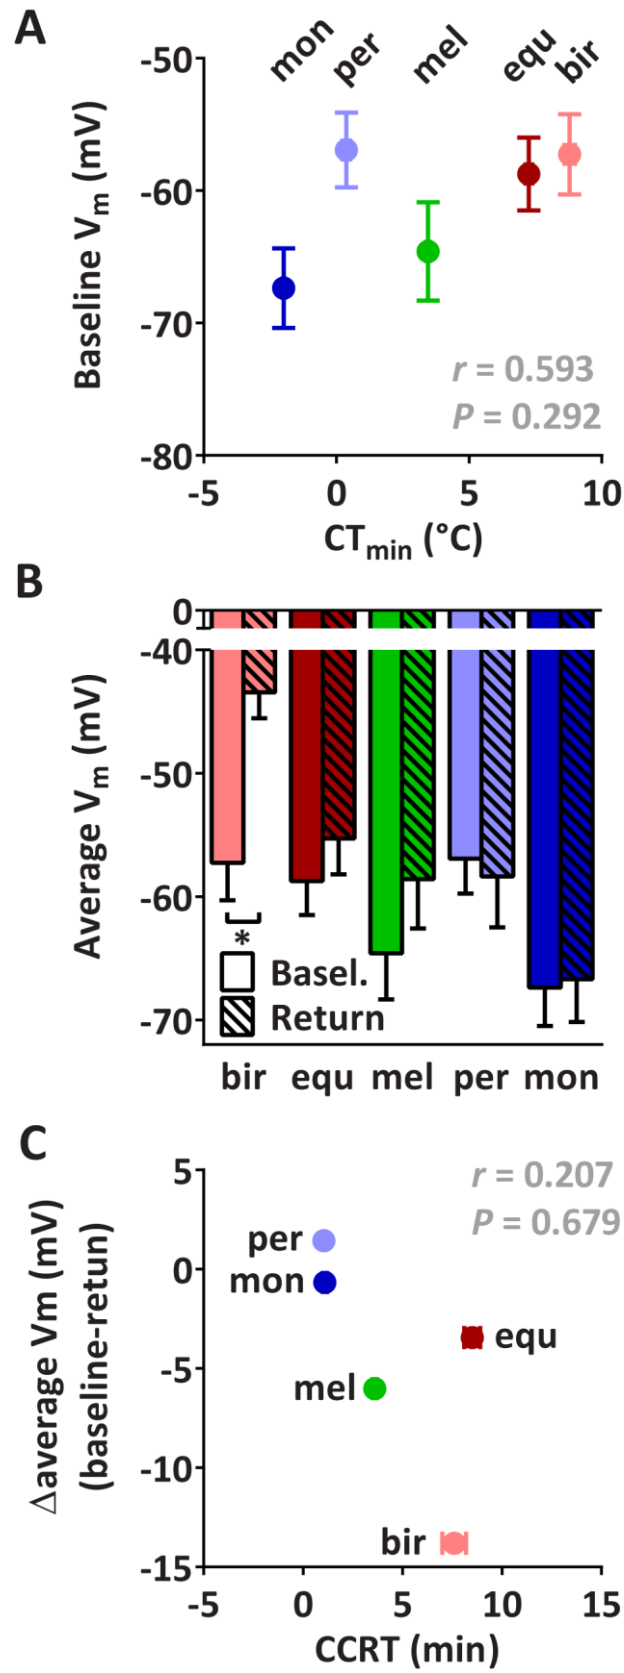 A
mon per mel equ bir
-50
-60
-70
-80
Baseline Vm (mV)
r = 0.593
P = 0.292
-5 0 5 10
CTmin (°C)
B
0
-40
-50
-60
-70
Average Vm (mV)
*
Basel.
Return
bir equ mel per mon
C
5
0
-5
-10
-15
Δaverage Vm (mV)
(baseline-retun)
r = 0.207
P = 0.679
per
mon
equ
mel
bir
-5 0 5 10 15
CCRT (min)